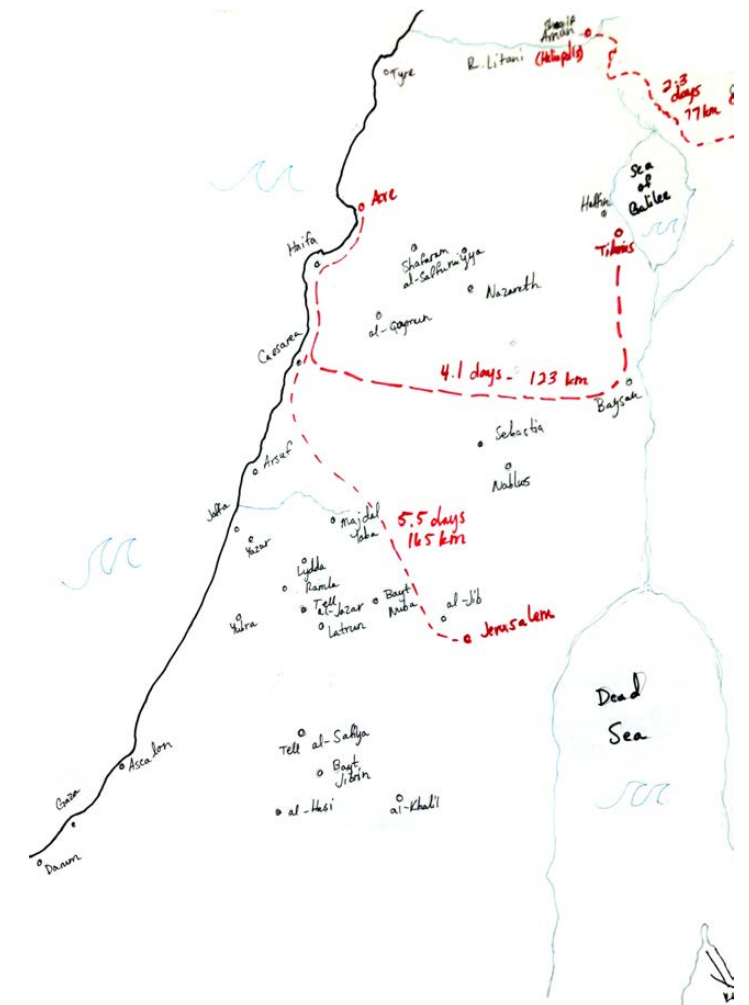 Arnan
(Heliopolis)
R. Litani
Tyre
2.3
days
77 km
Sea
of
Galilee
Acre
Hattin
Haifa
Tiberias
Shafaram
al-Saffuriyya
Nazareth
al-Qaymun
Caesarea
4.1 days - 123 km
Baysan
Sebastia
Arsuf
Nablus
Jaffa
Majdal
Yaba
5.5 days
165 km
Yazur
Lydda
Ramla
Tell
al-Jazar
Bayt
Nuba
al-Jib
Yubna
Latrun
Jerusalem
Dead
Sea
Tell al-Safiya
Ascalon
Bayt
Jibrin
Gaza
al-Hasi
al-Khalil
Darum